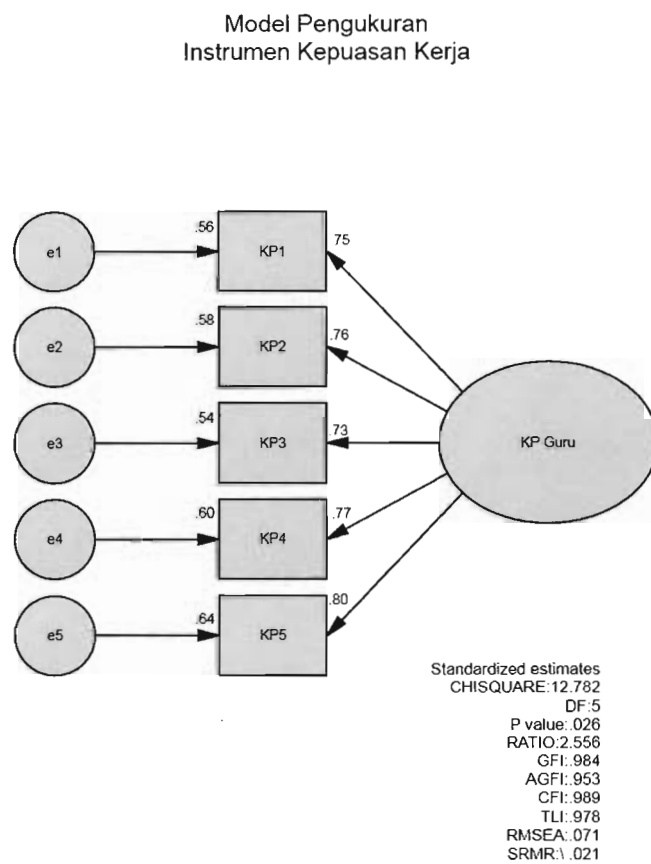 Model Pengukuran
Instrumen Kepuasan Kerja
e1
.56
KP1
.75
e2
.58
KP2
.76
e3
.54
KP3
.73
KP Guru
e4
.60
KP4
.77
e5
.64
KP5
.80
Standardized estimates
CHISQUARE:12.782
DF:5
P value:.026
RATIO:2.556
GFI:.984
AGFI:.953
CFI:.989
TLI:.978
RMSEA:.071
SRMR:\ .021